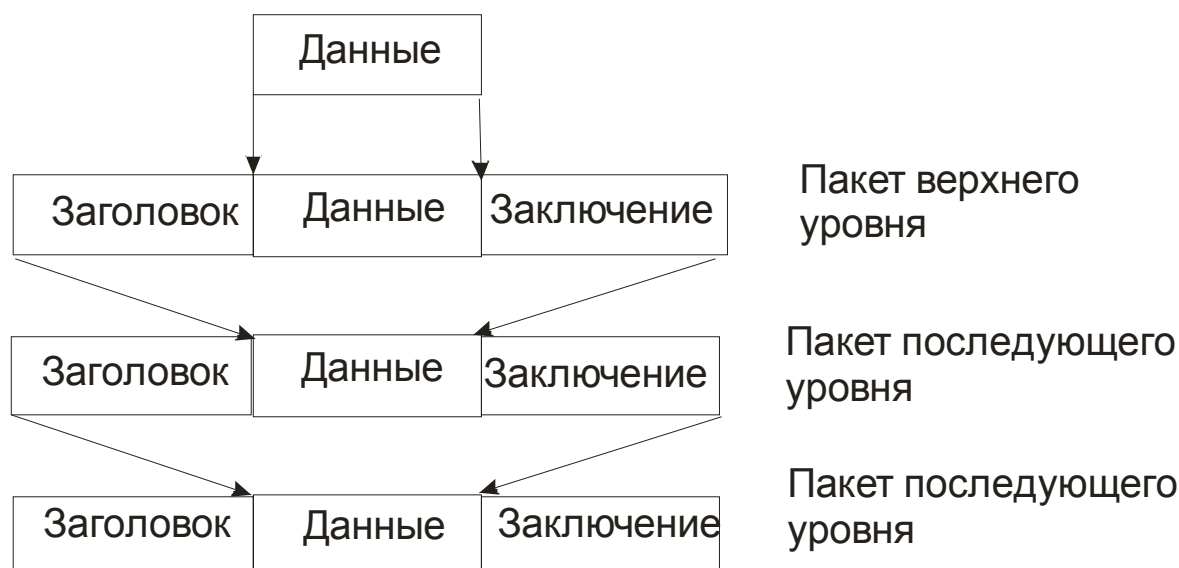 Данные
Заголовок Данные Заключение
Пакет верхнего
уровня
Заголовок Данные Заключение
Пакет последующего
уровня
Заголовок Данные Заключение
Пакет последующего
уровня